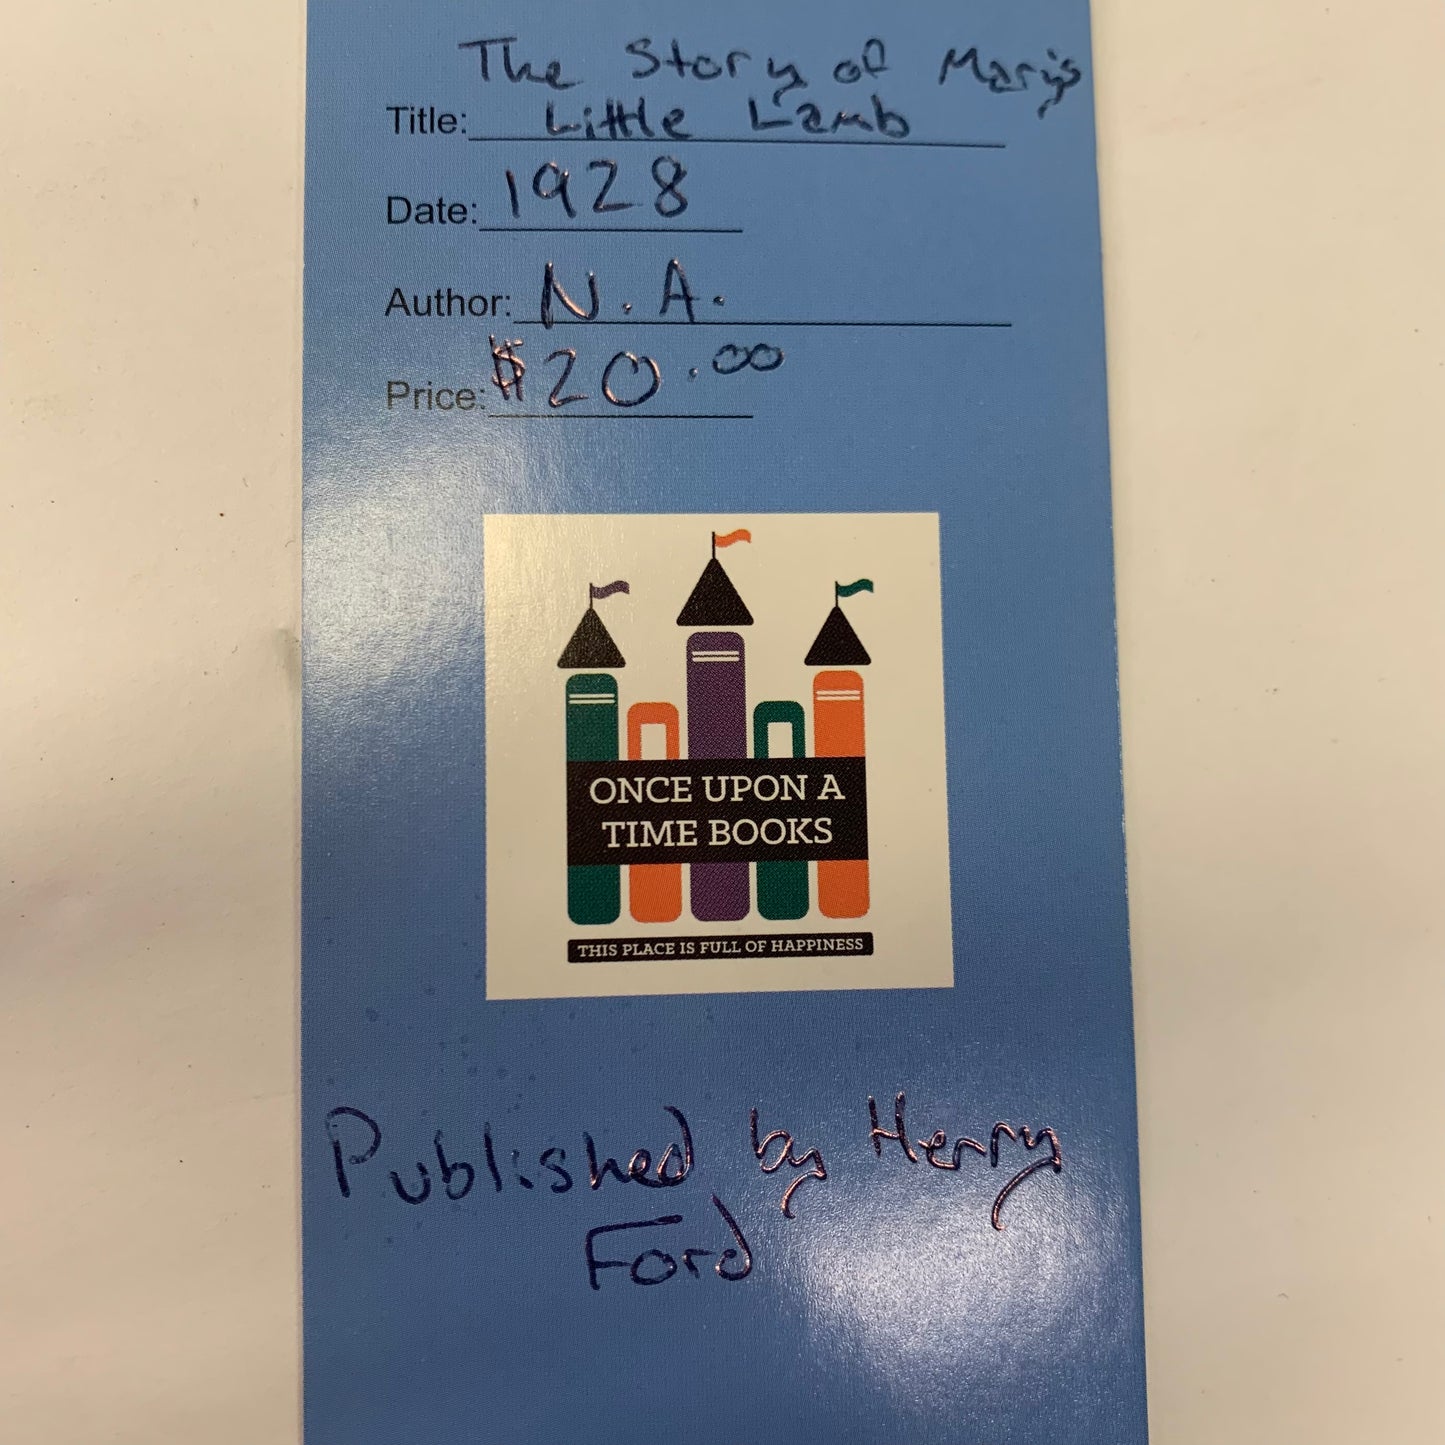 The Story of Mary's
Title: Little Lamb
Date: 1928
Author: N.A.
Price: $20.00
ONCE UPON A
TIME BOOKS
THIS PLACE IS FULL OF HAPPINESS
Published by Henry
Ford